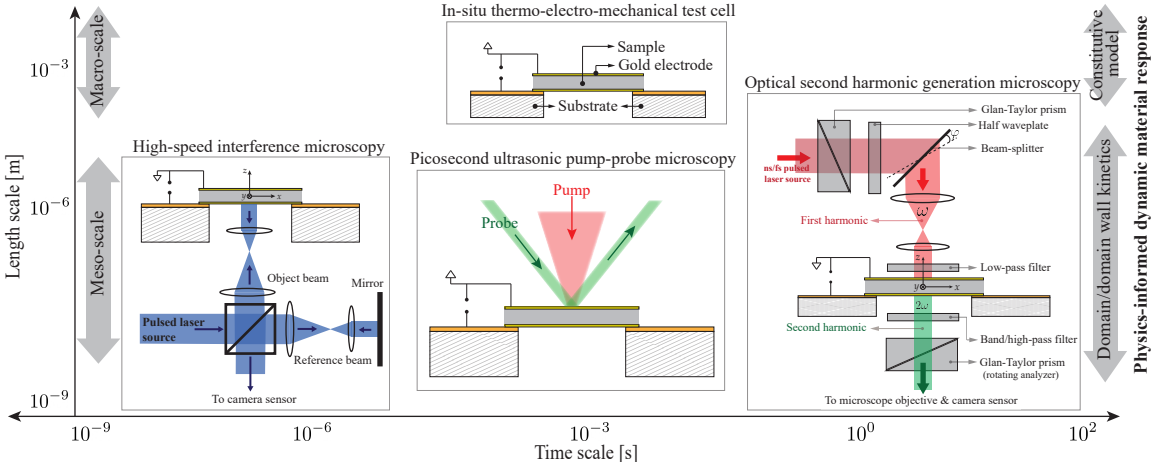 In-situ thermo-electro-mechanical test cell
Sample
Gold electrode
Substrate
Optical second harmonic generation microscopy
Glan-Taylor prism
Half waveplate
Beam-splitter
ns/fs pulsed
laser source
First harmonic
ω
Low-pass filter
z
y
x
2ω
Second harmonic
Band/high-pass filter
Glan-Taylor prism
(rotating analyzer)
To microscope objective & camera sensor
High-speed interference microscopy
z
y
x
Object beam
Mirror
Pulsed laser
source
Reference beam
To camera sensor
Picosecond ultrasonic pump-probe microscopy
Pump
Probe
Macro-scale
Meso-scale
Length scale [m]
10⁻³
10⁻⁶
10⁻⁹
10⁻⁹
10⁻⁶
10⁻³
10⁰
10²
Time scale [s]
Constitutive
model
Domain/domain wall kinetics
Physics-informed dynamic material response